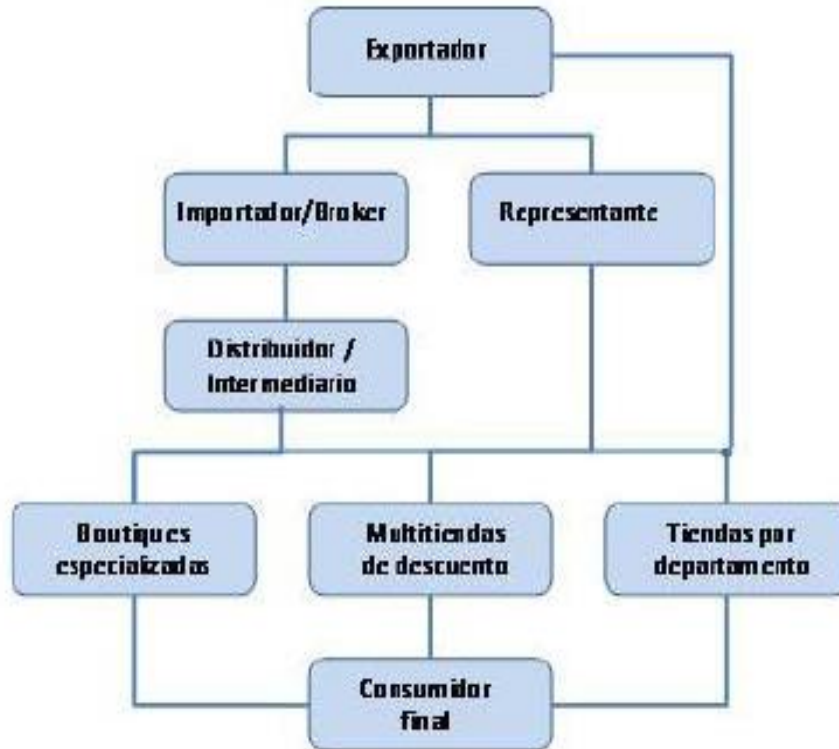 Exportador
Importador/Broker
Representante
Distribuidor /
Intermediario
Boutiques
especializadas
Multitiendas
de descuento
Tiendas por
departamento
Consumidor
final